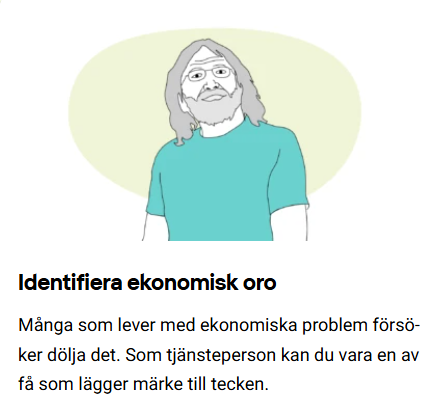 Identifiera ekonomisk oro
Många som lever med ekonomiska problem försö-
ker dölja det. Som tjänsteperson kan du vara en av
få som lägger märke till tecken.